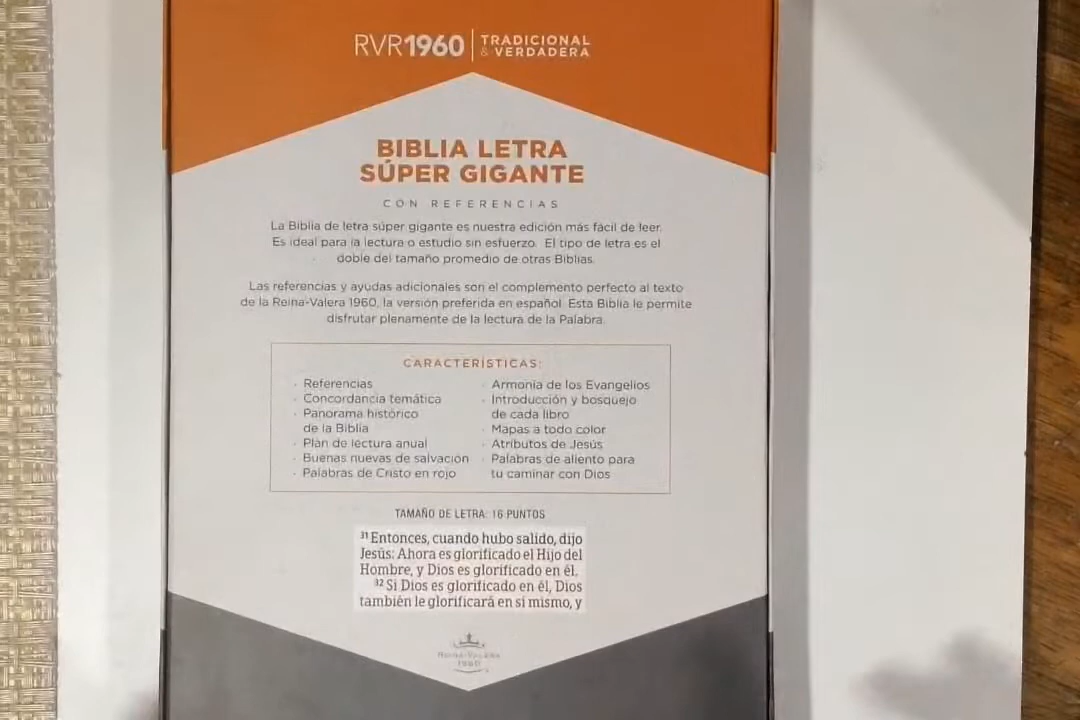 RVR1960 | TRADICIONAL
& VERDADERA
BIBLIA LETRA
SÚPER GIGANTE
CON REFERENCIAS
La Biblia de letra súper gigante es nuestra edición más fácil de leer.
Es ideal para la lectura o estudio sin esfuerzo. El tipo de letra es el
doble del tamaño promedio de otras Biblias.
Las referencias y ayudas adicionales son el complemento perfecto al texto
de la Reina-Valera 1960, la versión preferida en español. Esta Biblia le permite
disfrutar plenamente de la lectura de la Palabra.
CARACTERÍSTICAS:
· Referencias
· Concordancia temática
· Panorama histórico
de la Biblia
· Plan de lectura anual
· Buenas nuevas de salvación
· Palabras de Cristo en rojo
· Armonía de los Evangelios
· Introducción y bosquejo
de cada libro
· Mapas a todo color
· Atributos de Jesús
· Palabras de aliento para
tu caminar con Dios
TAMAÑO DE LETRA: 16 PUNTOS
³¹ Entonces, cuando hubo salido, dijo
Jesús: Ahora es glorificado el Hijo del
Hombre, y Dios es glorificado en él.
³² Si Dios es glorificado en él, Dios
también le glorificará en sí mismo, y
Reina-Valera
1960